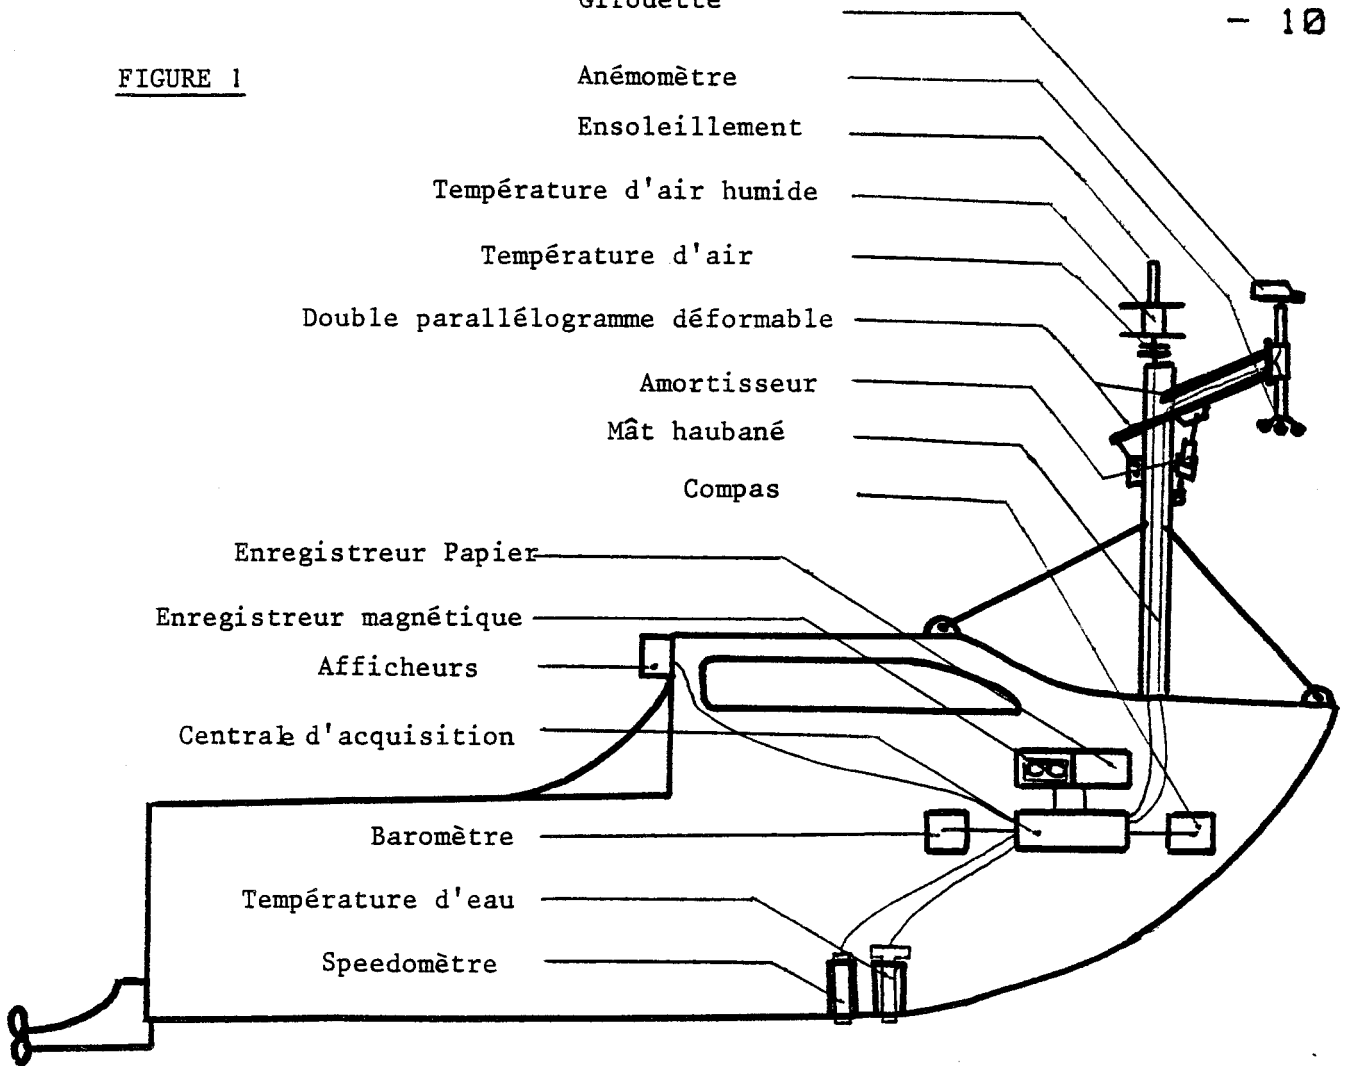 Girouette
- 10
FIGURE 1
Anémomètre
Ensoleillement
Température d'air humide
Température d'air
Double parallélogramme déformable
Amortisseur
Mât haubané
Compas
Enregistreur Papier
Enregistreur magnétique
Afficheurs
Centrale d'acquisition
Baromètre
Température d'eau
Speedomètre